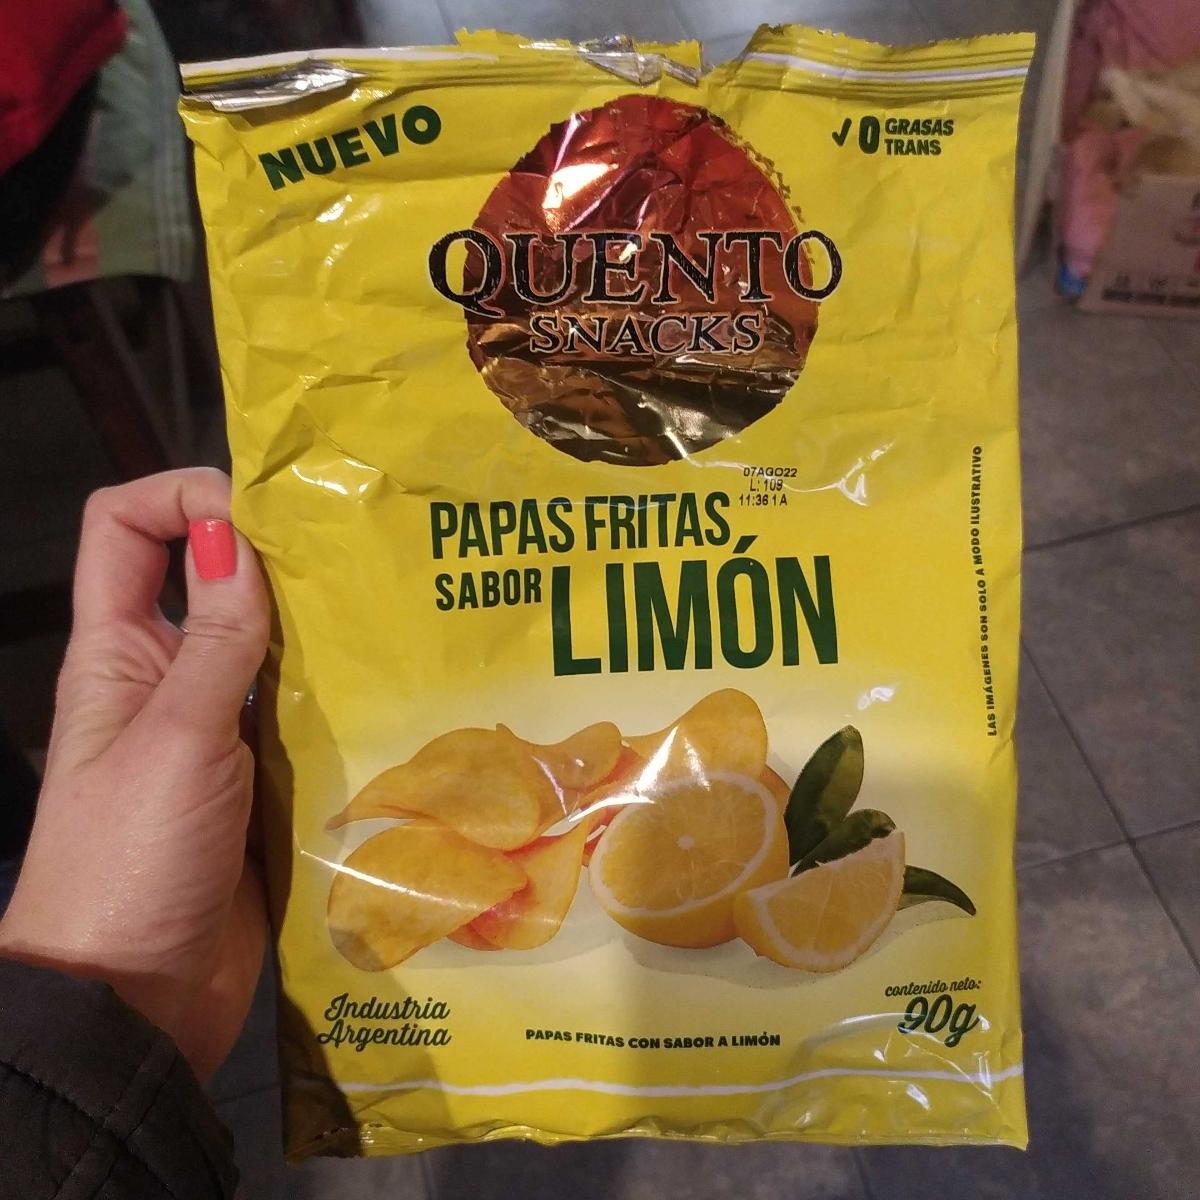 NUEVO
✓ 0 GRASAS
TRANS
QUENTO
SNACKS
07AGO22
L: 109
11:36 1 A
PAPAS FRITAS
SABOR LIMÓN
LAS IMÁGENES SON SOLO A MODO ILUSTRATIVO
Industria
Argentina
PAPAS FRITAS CON SABOR A LIMÓN
contenido neto:
90g